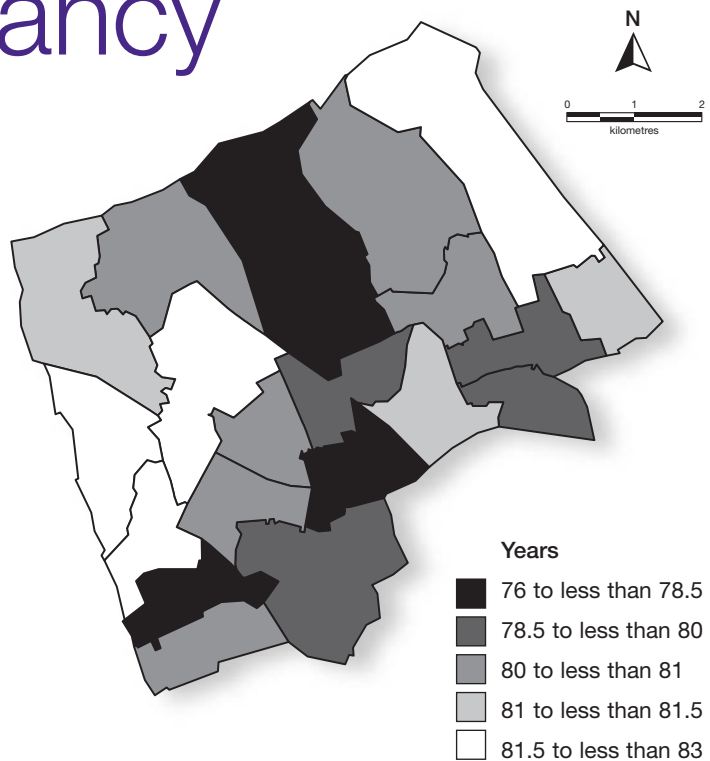 ancy
N
0 1 2
kilometres
Years
76 to less than 78.5
78.5 to less than 80
80 to less than 81
81 to less than 81.5
81.5 to less than 83